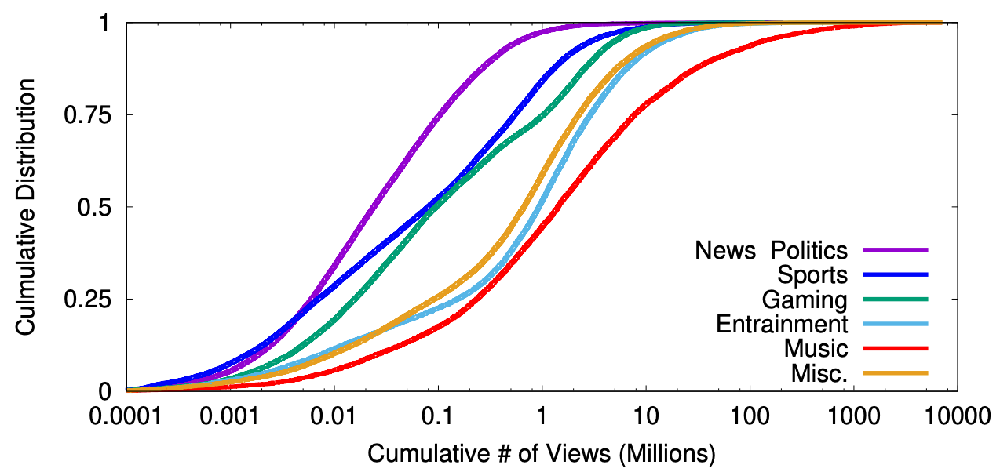 Culmulative Distribution
1
0.75
0.5
0.25
0
0.0001 0.001 0.01 0.1 1 10 100 1000 10000
Cumulative # of Views (Millions)
News Politics
Sports
Gaming
Entrainment
Music
Misc.